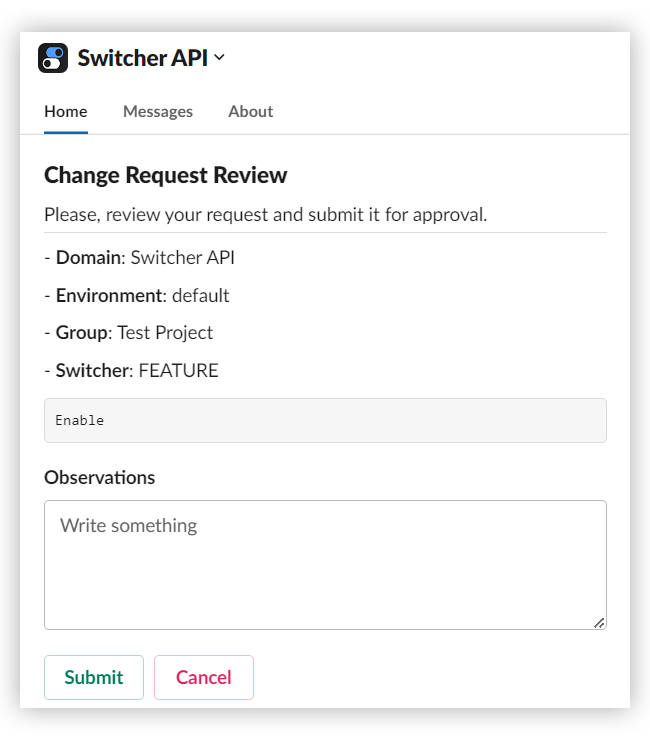 Switcher API
Home Messages About
Change Request Review
Please, review your request and submit it for approval.
- Domain: Switcher API
- Environment: default
- Group: Test Project
- Switcher: FEATURE
Enable
Observations
Write something
Submit Cancel